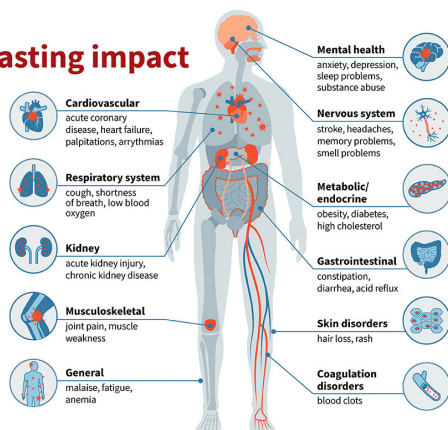 asting impact
Cardiovascular
acute coronary
disease, heart failure,
palpitations, arrythmias
Respiratory system
cough, shortness
of breath, low blood
oxygen
Kidney
acute kidney injury,
chronic kidney disease
Musculoskeletal
joint pain, muscle
weakness
General
malaise, fatigue,
anemia
Mental health
anxiety, depression,
sleep problems,
substance abuse
Nervous system
stroke, headaches,
memory problems,
smell problems
Metabolic/
endocrine
obesity, diabetes,
high cholesterol
Gastrointestinal
constipation,
diarrhea, acid reflux
Skin disorders
hair loss, rash
Coagulation
disorders
blood clots